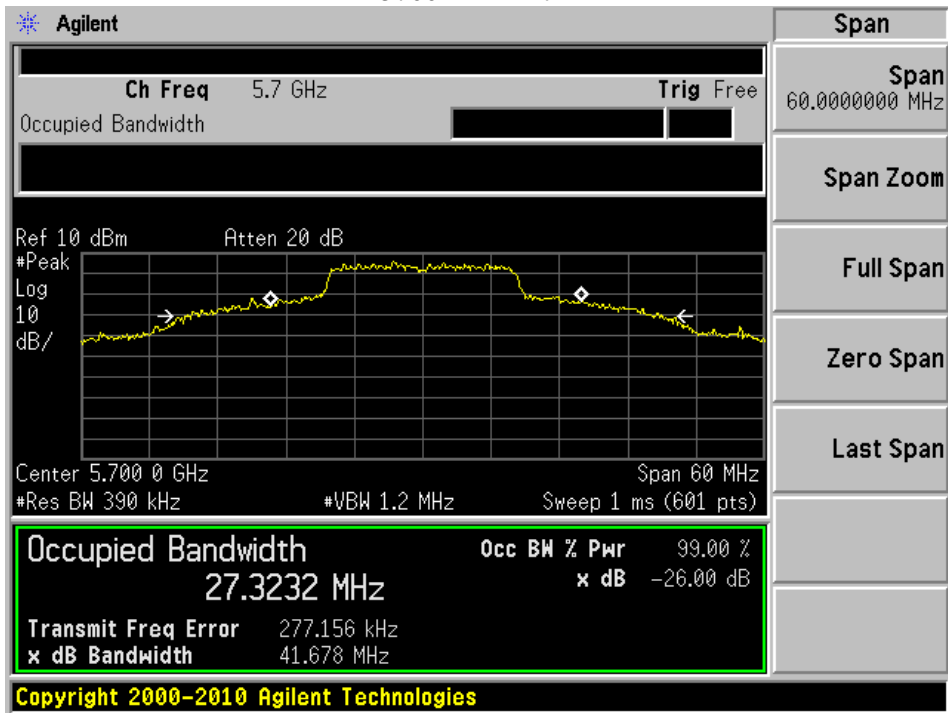 Agilent
Span
Ch Freq 5.7 GHz Trig Free
Occupied Bandwidth
Span
60.0000000 MHz
Span Zoom
Ref 10 dBm Atten 20 dB
#Peak
Log
10
dB/
Full Span
Zero Span
Last Span
Center 5.700 0 GHz Span 60 MHz
#Res BW 390 kHz #VBW 1.2 MHz Sweep 1 ms (601 pts)
Occupied Bandwidth Occ BW % Pwr 99.00 %
27.3232 MHz x dB -26.00 dB
Transmit Freq Error 277.156 kHz
x dB Bandwidth 41.678 MHz
Copyright 2000-2010 Agilent Technologies